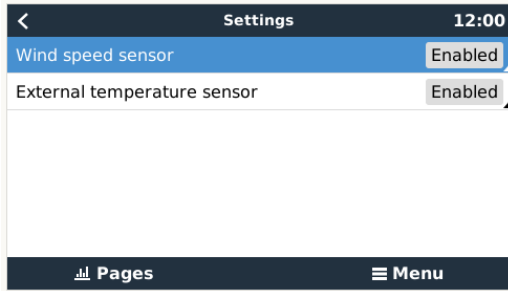 Settings 12:00
Wind speed sensor Enabled
External temperature sensor Enabled
Pages Menu